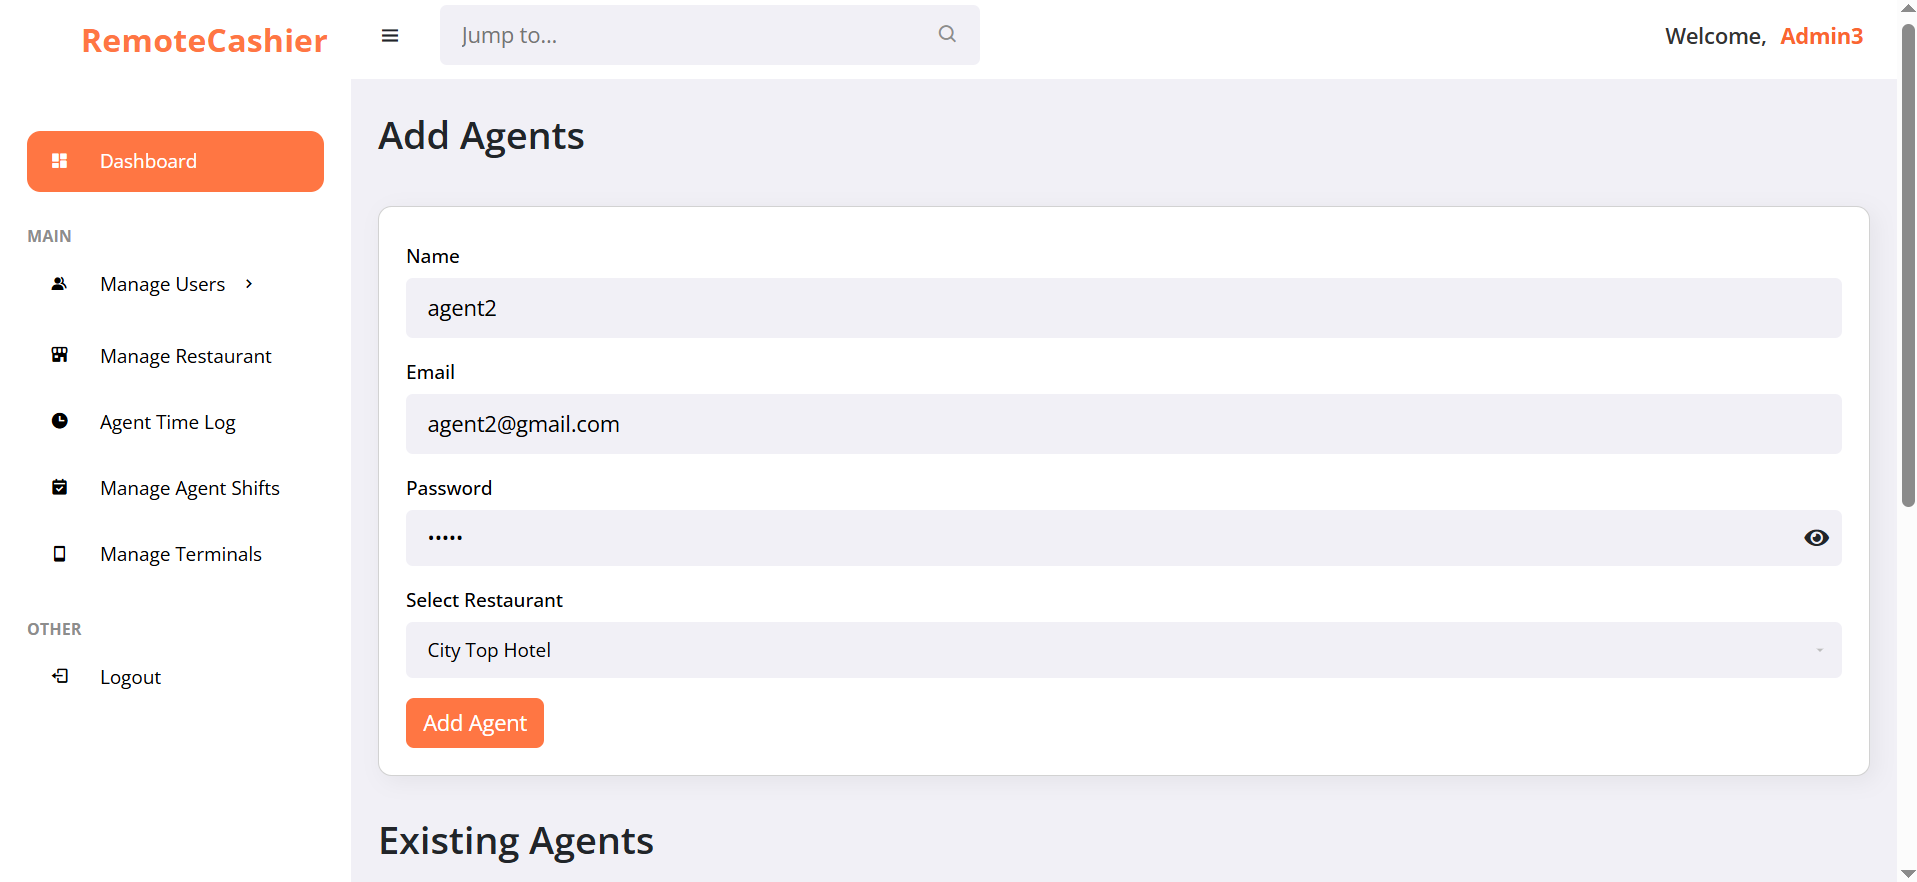 RemoteCashier
Jump to...
Welcome, Admin3
Dashboard
MAIN
Manage Users
Manage Restaurant
Agent Time Log
Manage Agent Shifts
Manage Terminals
OTHER
Logout
Add Agents
Name
agent2
Email
agent2@gmail.com
Password
•••••
Select Restaurant
City Top Hotel
Add Agent
Existing Agents